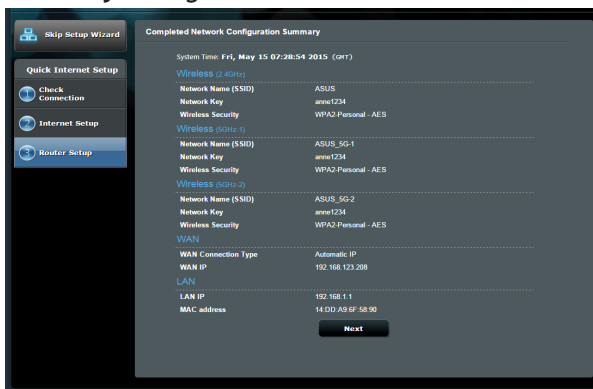 Skip Setup Wizard
Quick Internet Setup
1 Check Connection
2 Internet Setup
3 Router Setup
Completed Network Configuration Summary
System Time: Fri, May 15 07:28:54 2015 (GMT)
Wireless (2.4GHz)
Network Name (SSID) ASUS
Network Key anne1234
Wireless Security WPA2-Personal - AES
Wireless (5GHz-1)
Network Name (SSID) ASUS_5G-1
Network Key anne1234
Wireless Security WPA2-Personal - AES
Wireless (5GHz-2)
Network Name (SSID) ASUS_5G-2
Network Key anne1234
Wireless Security WPA2-Personal - AES
WAN
WAN Connection Type Automatic IP
WAN IP 192.168.123.208
LAN
LAN IP 192.168.1.1
MAC address 14:DD:A9:6F:58:90
Next